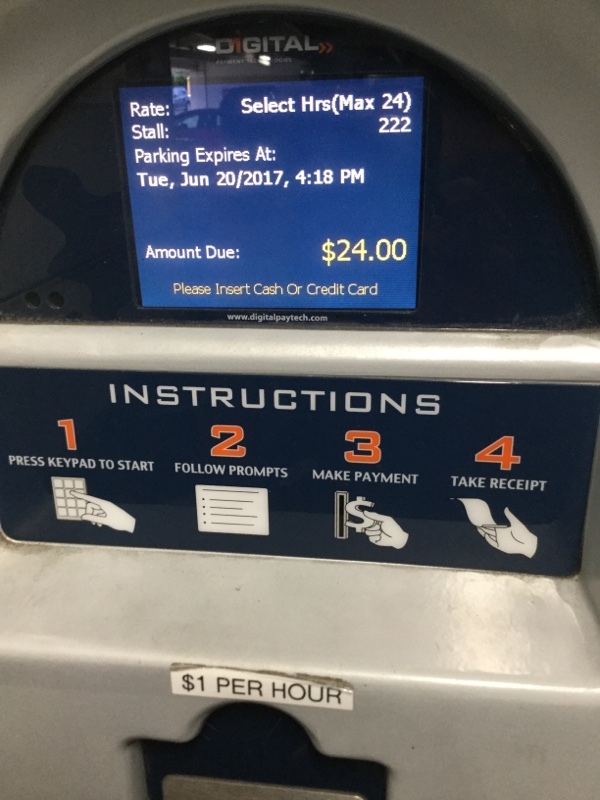 DIGITAL
PAYMENT TECHNOLOGIES
Rate: Select Hrs(Max 24)
Stall: 222
Parking Expires At:
Tue, Jun 20/2017, 4:18 PM
Amount Due: $24.00
Please Insert Cash Or Credit Card
www.digitalpaytech.com
INSTRUCTIONS
1 2 3 4
PRESS KEYPAD TO START FOLLOW PROMPTS MAKE PAYMENT TAKE RECEIPT
$
$1 PER HOUR